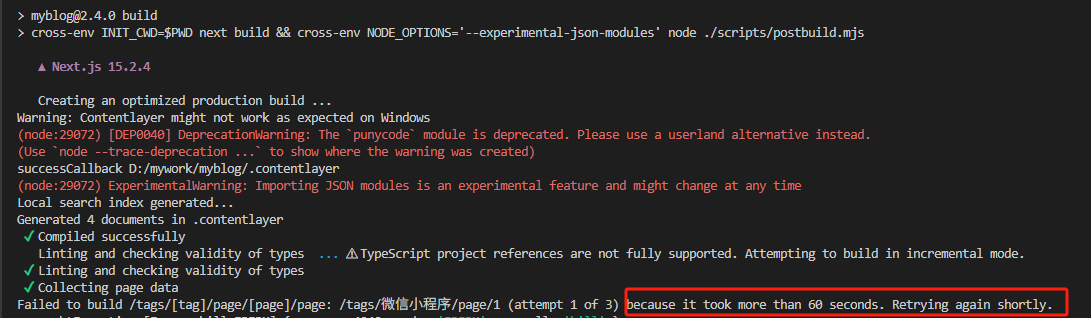 > myblog@2.4.0 build
> cross-env INIT_CWD=$PWD next build && cross-env NODE_OPTIONS='--experimental-json-modules' node ./scripts/postbuild.mjs
▲ Next.js 15.2.4
Creating an optimized production build ...
Warning: Contentlayer might not work as expected on Windows
(node:29072) [DEP0040] DeprecationWarning: The `punycode` module is deprecated. Please use a userland alternative instead.
(Use `node --trace-deprecation ...` to show where the warning was created)
successCallback D:/mywork/myblog/.contentlayer
(node:29072) ExperimentalWarning: Importing JSON modules is an experimental feature and might change at any time
Local search index generated...
Generated 4 documents in .contentlayer
✓ Compiled successfully
Linting and checking validity of types ... ⚠ TypeScript project references are not fully supported. Attempting to build in incremental mode.
✓ Linting and checking validity of types
✓ Collecting page data
Failed to build /tags/[tag]/page/[page]/page: /tags/微信小程序/page/1 (attempt 1 of 3) because it took more than 60 seconds. Retrying again shortly.